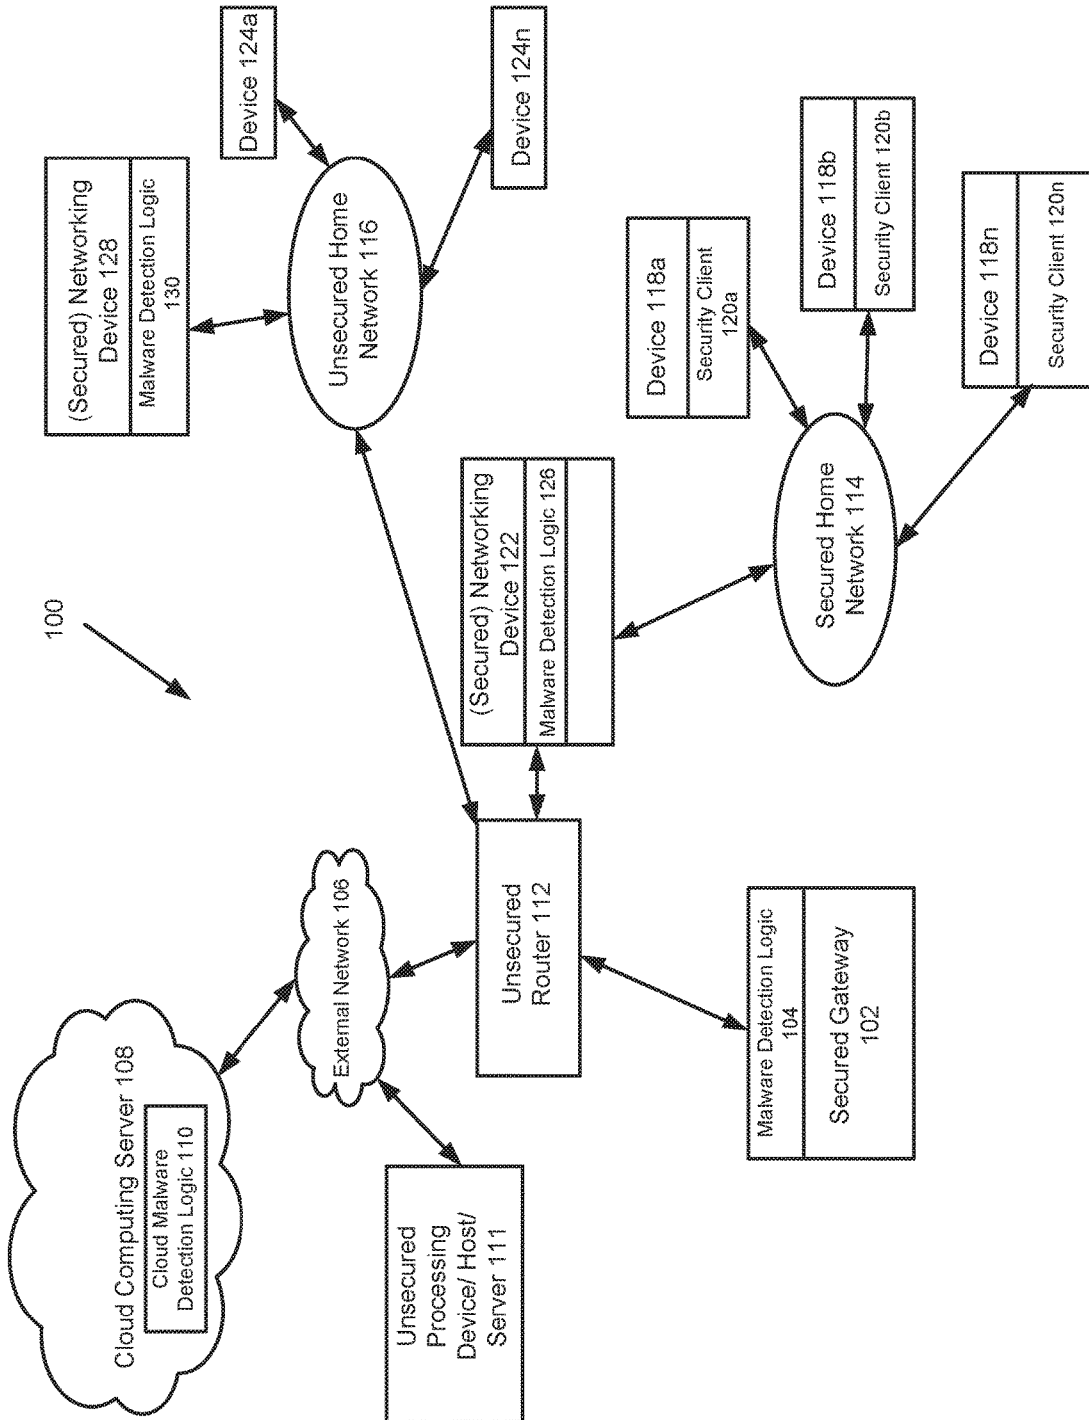 100
Cloud Computing Server 108
Cloud Malware
Detection Logic 110
External Network 106
Unsecured
Processing
Device/ Host/
Server 111
Unsecured
Router 112
Malware Detection Logic
104
Secured Gateway
102
(Secured) Networking
Device 122
Malware Detection Logic 126
(Secured) Networking
Device 128
Malware Detection Logic
130
Unsecured Home
Network 116
Device 124a
Device 124n
Secured Home
Network 114
Device 118a
Security Client
120a
Device 118b
Security Client 120b
Device 118n
Security Client 120n